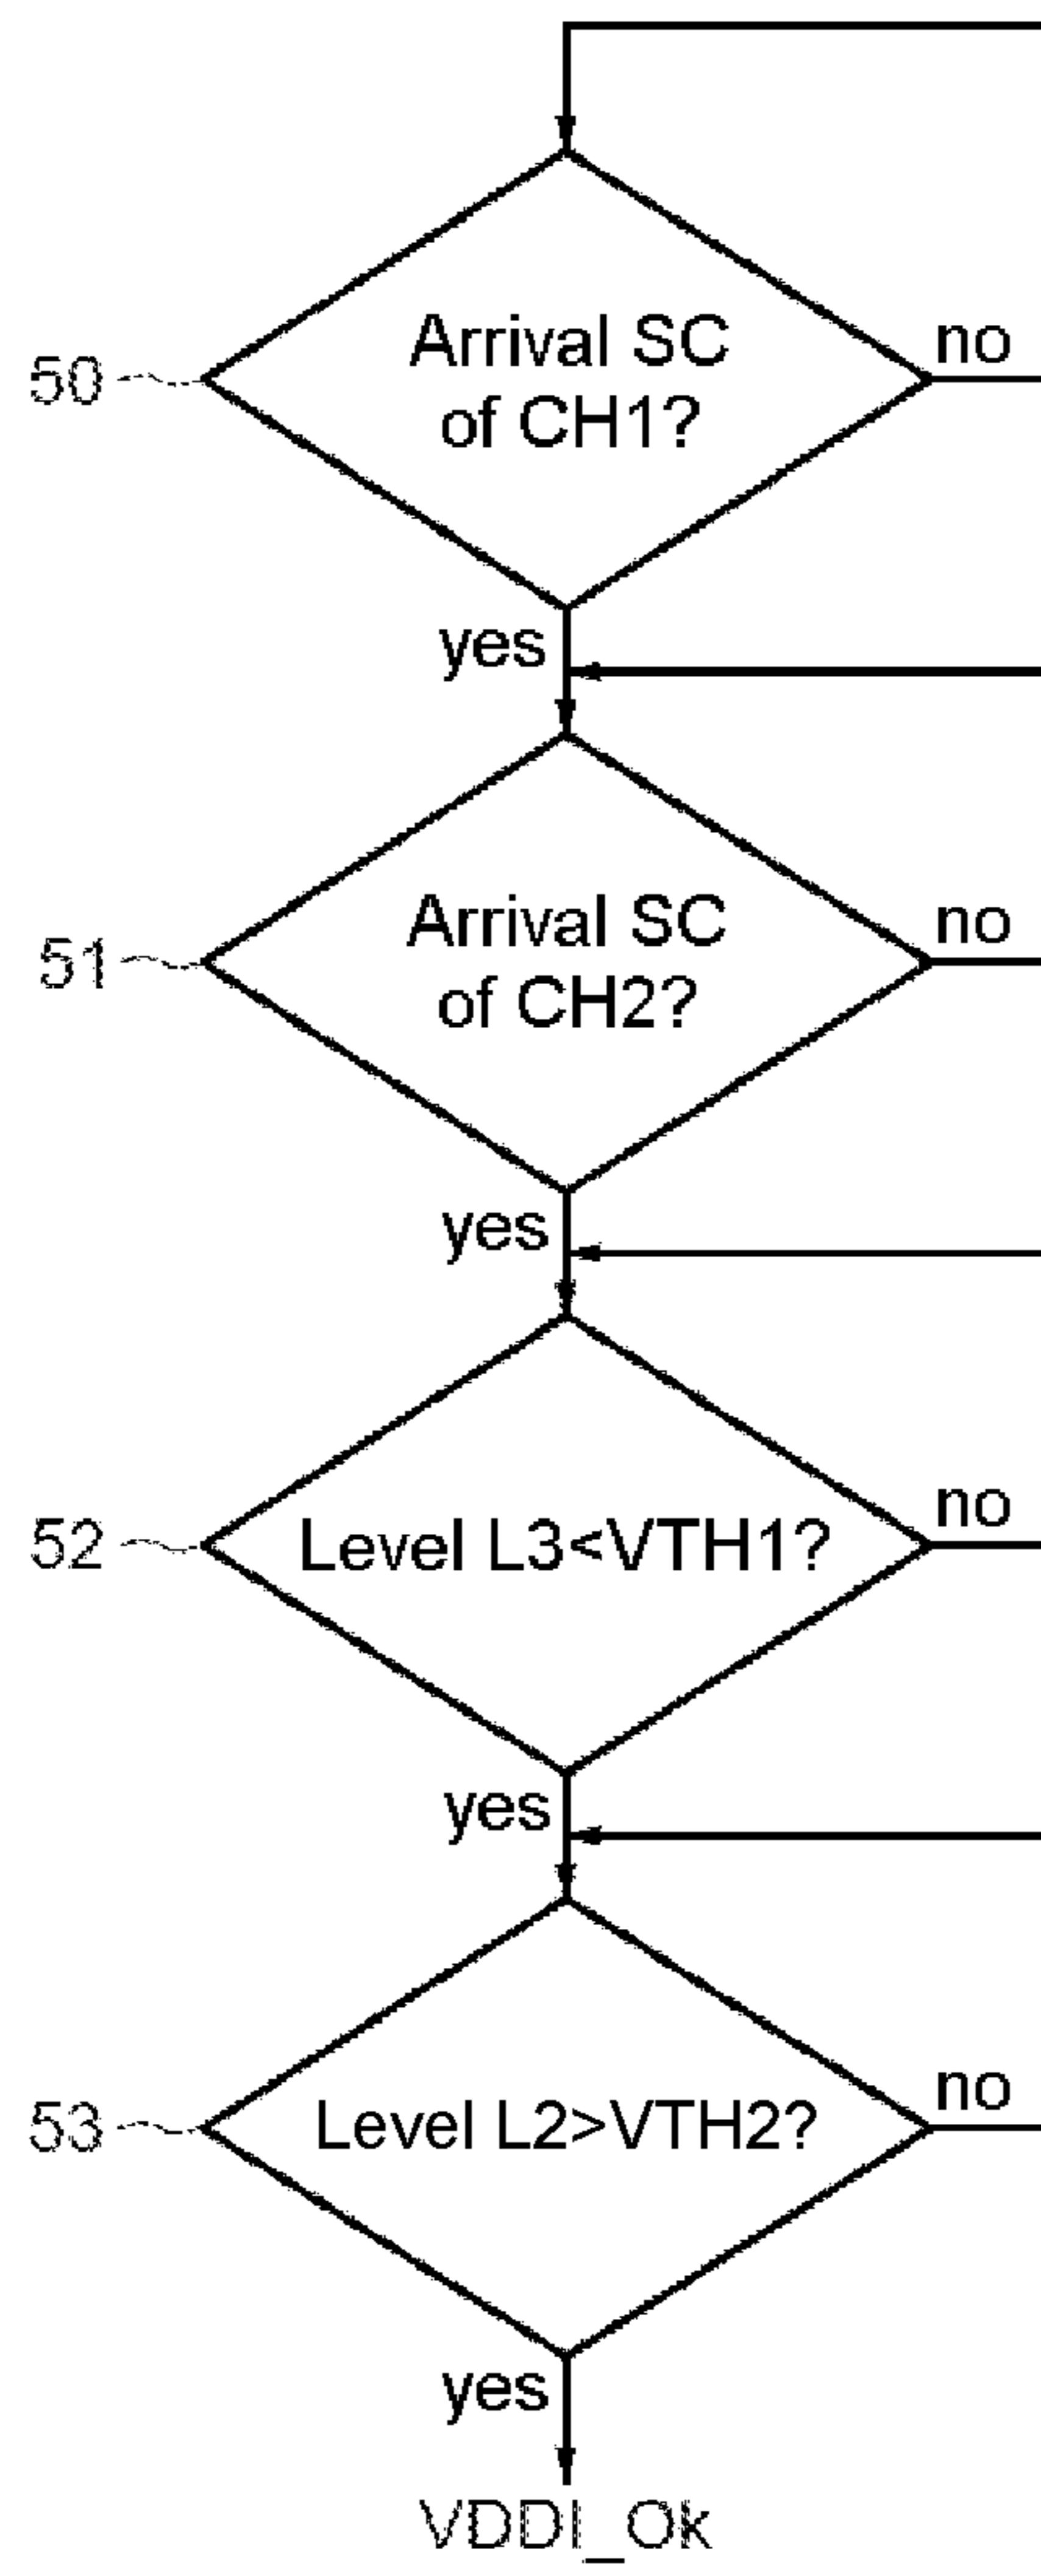 Arrival SC
of CH1?
50
no
yes
Arrival SC
of CH2?
51
no
yes
Level L3<VTH1?
52
no
yes
Level L2>VTH2?
53
no
yes
VDDI_Ok